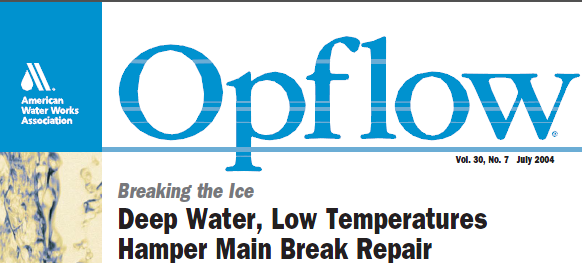 American
Water Works
Association
Opflow®
Vol. 30, No. 7 July 2004
Breaking the Ice
Deep Water, Low Temperatures
Hamper Main Break Repair